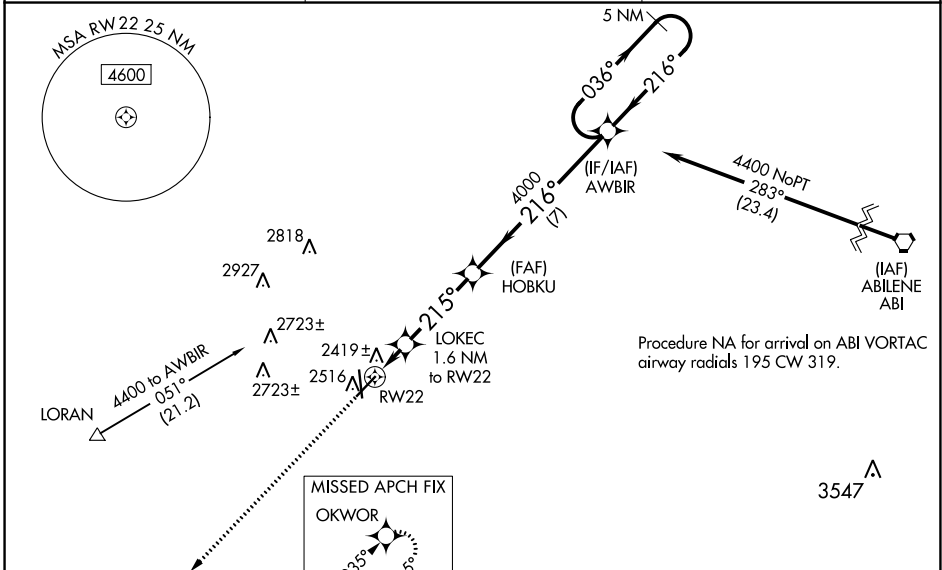 MSA RW22 25 NM
4600
5 NM
036°
216°
(IF/IAF)
AWBIR
4400 NoPT
283°
(23.4)
4000
216°
(7)
(IAF)
ABILENE
ABI
2818
2927
(FAF)
HOBKU
215°
2723±
2419±
LOKEC
1.6 NM
to RW22
Procedure NA for arrival on ABI VORTAC
airway radials 195 CW 319.
4400 to AWBIR
051°
(21.2)
2723±
2516
RW22
LORAN
3547
MISSED APCH FIX
OKWOR